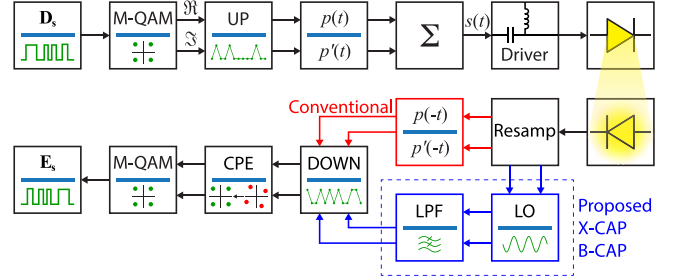 D_s
M-QAM
ℜ
ℑ
UP
p(t)
p'(t)
Σ
s(t)
Driver
Conventional
p(-t)
p'(-t)
Resamp
E_s
M-QAM
CPE
DOWN
LPF
LO
Proposed
X-CAP
B-CAP